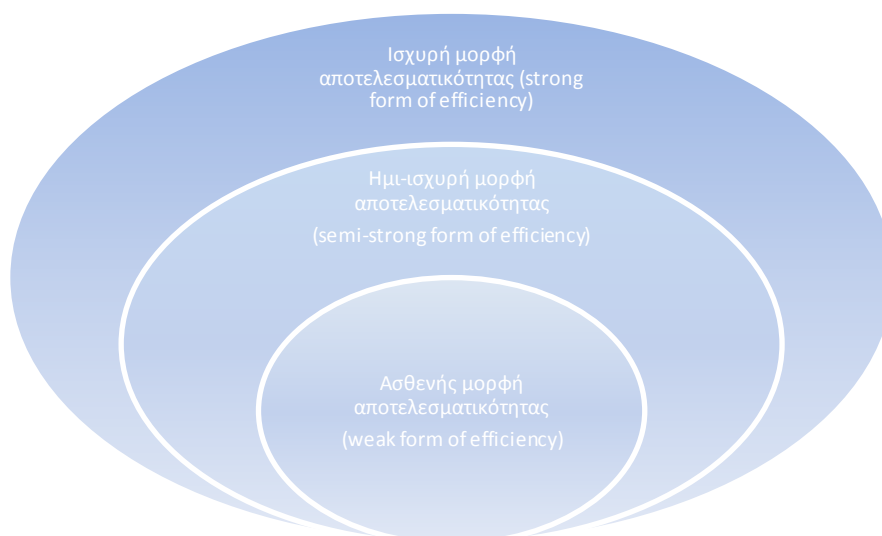 Ισχυρή μορφή
αποτελεσματικότητας (strong
form of efficiency)
Ημι-ισχυρή μορφή
αποτελεσματικότητας
(semi-strong form of efficiency)
Ασθενής μορφή
αποτελεσματικότητας
(weak form of efficiency)